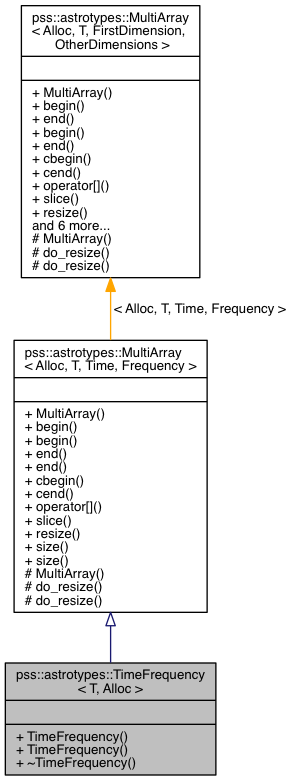 pss::astrotypes::MultiArray
< Alloc, T, FirstDimension,
OtherDimensions >
+ MultiArray()
+ begin()
+ end()
+ begin()
+ end()
+ cbegin()
+ cend()
+ operator[]()
+ slice()
+ resize()
and 6 more...
# MultiArray()
# do_resize()
# do_resize()
< Alloc, T, Time, Frequency >
pss::astrotypes::MultiArray
< Alloc, T, Time, Frequency >
+ MultiArray()
+ begin()
+ begin()
+ end()
+ end()
+ cbegin()
+ cend()
+ operator[]()
+ slice()
+ resize()
+ size()
+ size()
# MultiArray()
# do_resize()
# do_resize()
pss::astrotypes::TimeFrequency
< T, Alloc >
+ TimeFrequency()
+ TimeFrequency()
+ ~TimeFrequency()